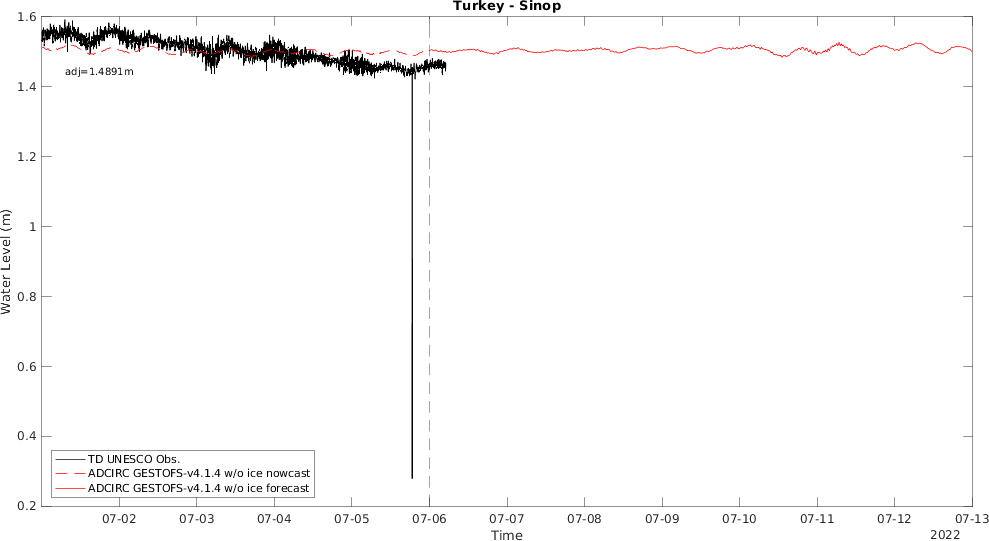 Turkey - Sinop
1.6
1.4
1.2
1
0.8
0.6
0.4
0.2
Water Level (m)
adj=1.4891m
TD UNESCO Obs.
ADCIRC GESTOFS-v4.1.4 w/o ice nowcast
ADCIRC GESTOFS-v4.1.4 w/o ice forecast
07-02 07-03 07-04 07-05 07-06 07-07 07-08 07-09 07-10 07-11 07-12 07-13
Time
2022